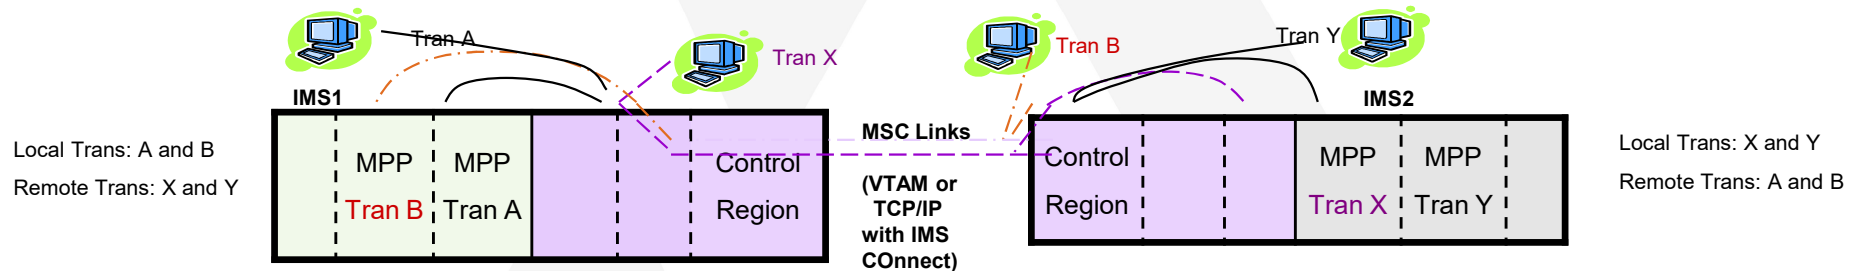 Tran A
Tran X
Tran B
Tran Y
IMS1
IMS2
Local Trans: A and B
Remote Trans: X and Y
MPP
Tran B
MPP
Tran A
Control
Region
MSC Links
(VTAM or
TCP/IP
with IMS
COnnect)
Control
Region
MPP
Tran X
MPP
Tran Y
Local Trans: X and Y
Remote Trans: A and B